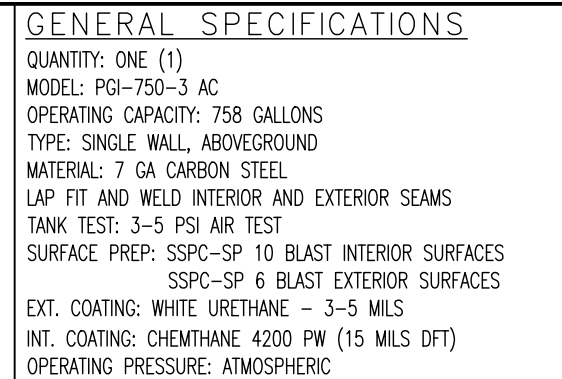 GENERAL SPECIFICATIONS
QUANTITY: ONE (1)
MODEL: PGI-750-3 AC
OPERATING CAPACITY: 758 GALLONS
TYPE: SINGLE WALL, ABOVEGROUND
MATERIAL: 7 GA CARBON STEEL
LAP FIT AND WELD INTERIOR AND EXTERIOR SEAMS
TANK TEST: 3-5 PSI AIR TEST
SURFACE PREP: SSPC-SP 10 BLAST INTERIOR SURFACES
SSPC-SP 6 BLAST EXTERIOR SURFACES
EXT. COATING: WHITE URETHANE - 3-5 MILS
INT. COATING: CHEMTHANE 4200 PW (15 MILS DFT)
OPERATING PRESSURE: ATMOSPHERIC